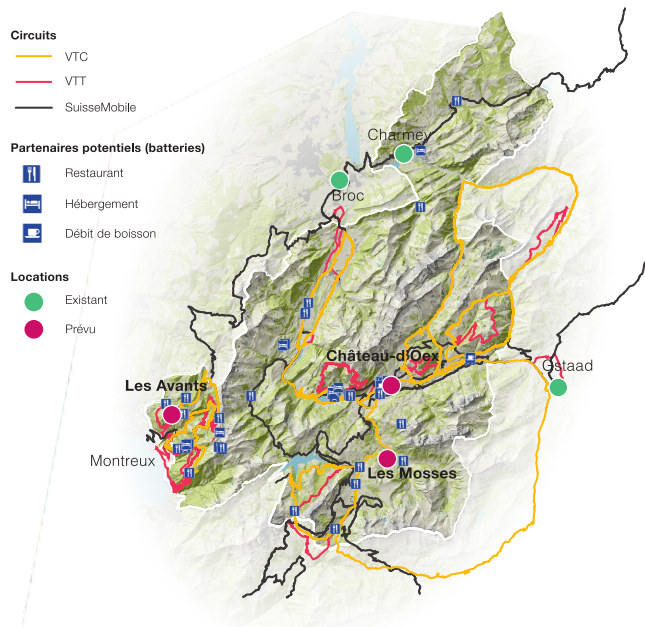 Circuits
VTC
VTT
SuisseMobile
Partenaires potentiels (batteries)
Restaurant
Hébergement
Débit de boisson
Locations
Existant
Prévu
Charmey
Broc
Château-d'Oex
Gstaad
Les Avants
Montreux
Les Mosses